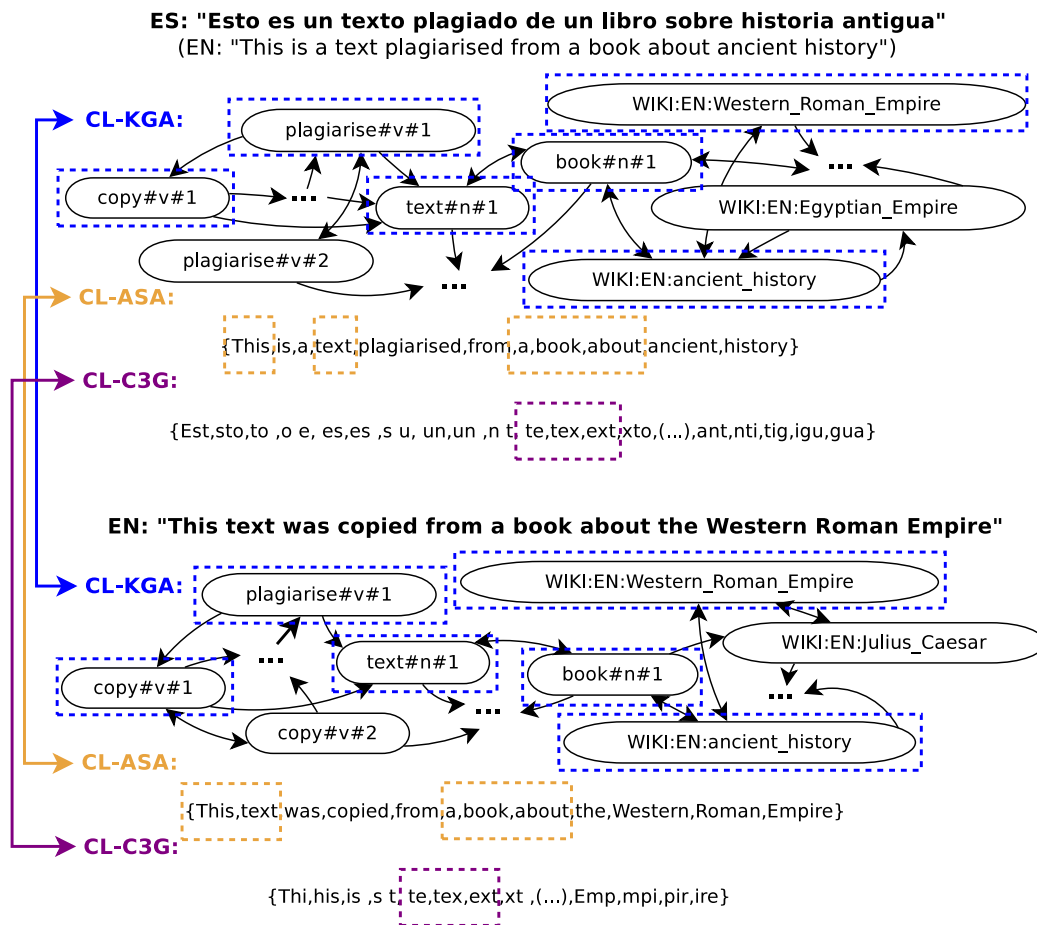 ES: "Esto es un texto plagiado de un libro sobre historia antigua"
(EN: "This is a text plagiarised from a book about ancient history")
CL-KGA:
WIKI:EN:Western_Roman_Empire
plagiarise#v#1
book#n#1
...
copy#v#1
...
text#n#1
WIKI:EN:Egyptian_Empire
plagiarise#v#2
...
WIKI:EN:ancient_history
CL-ASA:
{This,is,a,text,plagiarised,from,a,book,about,ancient,history}
CL-C3G:
{Est,sto,to ,o e, es,es ,s u, un,un ,n t, te,tex,ext,xto,(...),ant,nti,tig,igu,gua}
EN: "This text was copied from a book about the Western Roman Empire"
CL-KGA:
WIKI:EN:Western_Roman_Empire
plagiarise#v#1
WIKI:EN:Julius_Caesar
...
text#n#1
copy#v#1
book#n#1
...
...
copy#v#2
WIKI:EN:ancient_history
CL-ASA:
{This,text,was,copied,from,a,book,about,the,Western,Roman,Empire}
CL-C3G:
{Thi,his,is ,s t, te,tex,ext,xt ,(...),Emp,mpi,pir,ire}